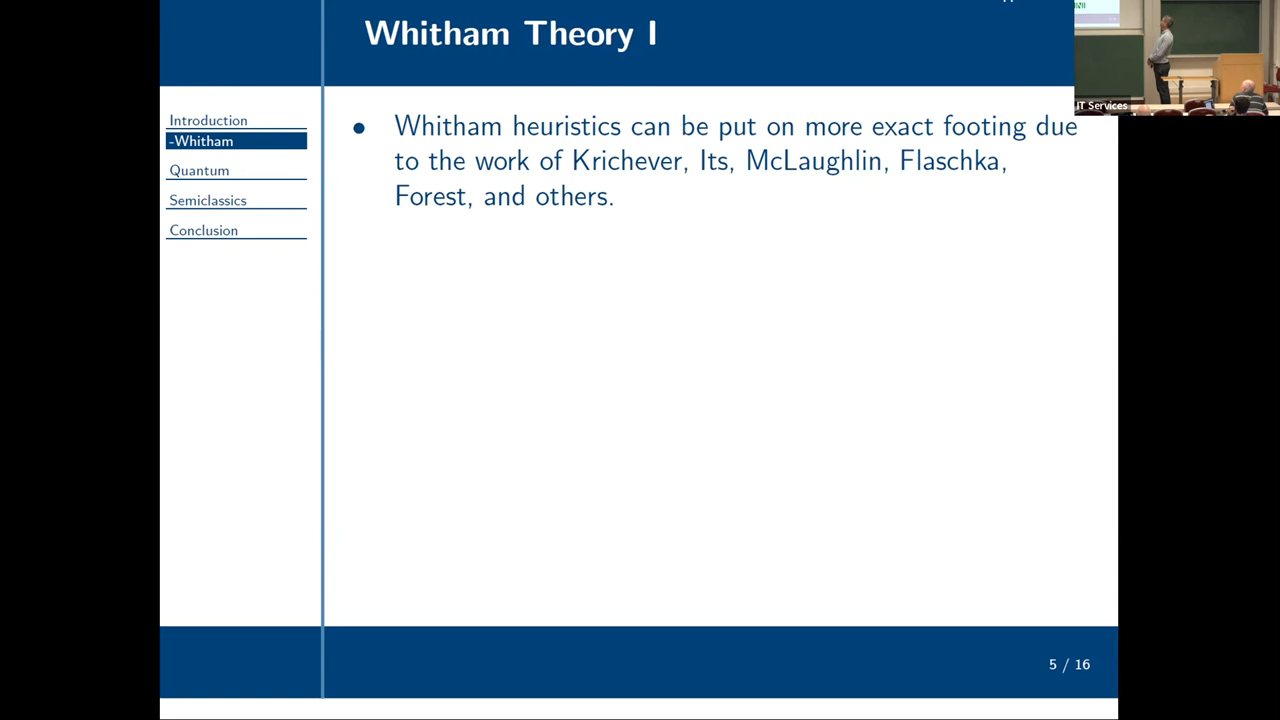 Whitham Theory I
Introduction
-Whitham
Quantum
Semiclassics
Conclusion
• Whitham heuristics can be put on more exact footing due
to the work of Krichever, Its, McLaughlin, Flaschka,
Forest, and others.
5 / 16
IT Services